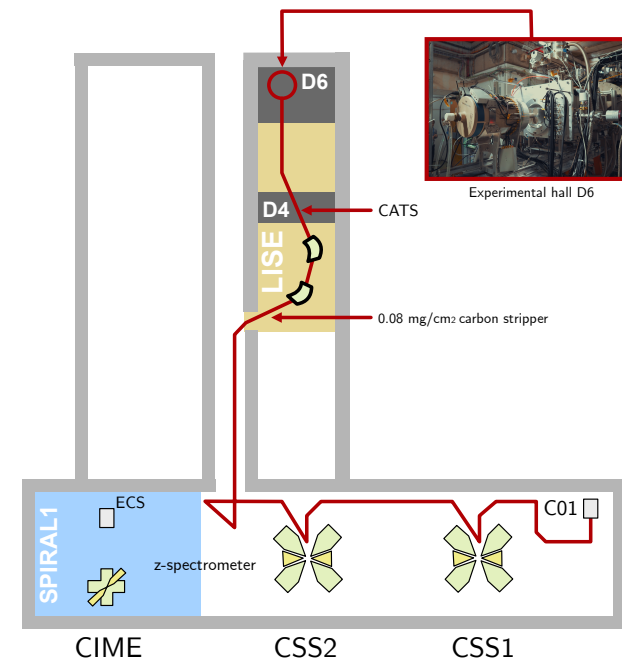 D6
Experimental hall D6
D4
CATS
LISE
0.08 mg/cm2 carbon stripper
ECS
C01
SPIRAL1
z-spectrometer
CIME
CSS2
CSS1